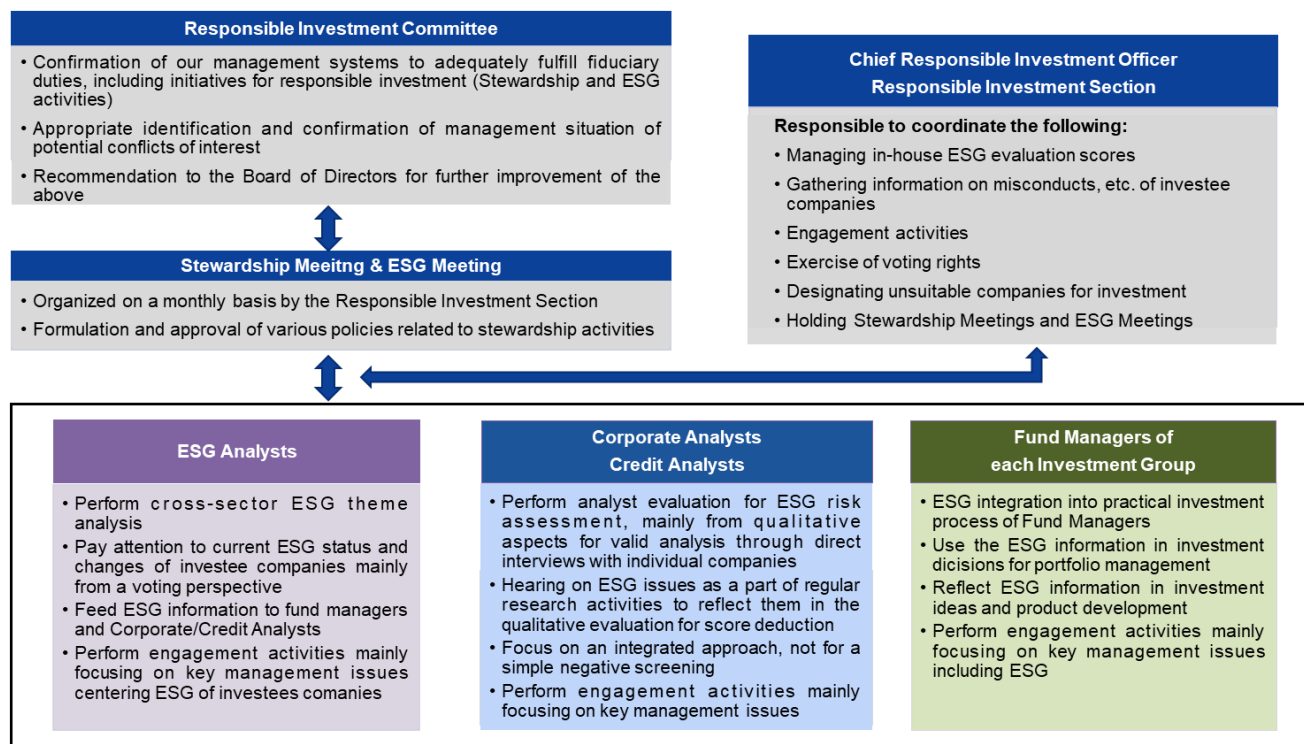 Responsible Investment Committee
• Confirmation of our management systems to adequately fulfill fiduciary
duties, including initiatives for responsible investment (Stewardship and ESG
activities)
• Appropriate identification and confirmation of management situation of
potential conflicts of interest
• Recommendation to the Board of Directors for further improvement of the
above
Stewardship Meeitng & ESG Meeting
• Organized on a monthly basis by the Responsible Investment Section
• Formulation and approval of various policies related to stewardship activities
Chief Responsible Investment Officer
Responsible Investment Section
Responsible to coordinate the following:
• Managing in-house ESG evaluation scores
• Gathering information on misconducts, etc. of investee
companies
• Engagement activities
• Exercise of voting rights
• Designating unsuitable companies for investment
• Holding Stewardship Meetings and ESG Meetings
ESG Analysts
• Perform cross-sector ESG theme
analysis
• Pay attention to current ESG status and
changes of investee companies mainly
from a voting perspective
• Feed ESG information to fund managers
and Corporate/Credit Analysts
• Perform engagement activities mainly
focusing on key management issues
centering ESG of investees comanies
Corporate Analysts
Credit Analysts
• Perform analyst evaluation for ESG risk
assessment, mainly from qualitative
aspects for valid analysis through direct
interviews with individual companies
• Hearing on ESG issues as a part of regular
research activities to reflect them in the
qualitative evaluation for score deduction
• Focus on an integrated approach, not for a
simple negative screening
• Perform engagement activities mainly
focusing on key management issues
Fund Managers of
each Investment Group
• ESG integration into practical investment
process of Fund Managers
• Use the ESG information in investment
dicisions for portfolio management
• Reflect ESG information in investment
ideas and product development
• Perform engagement activities mainly
focusing on key management issues
including ESG